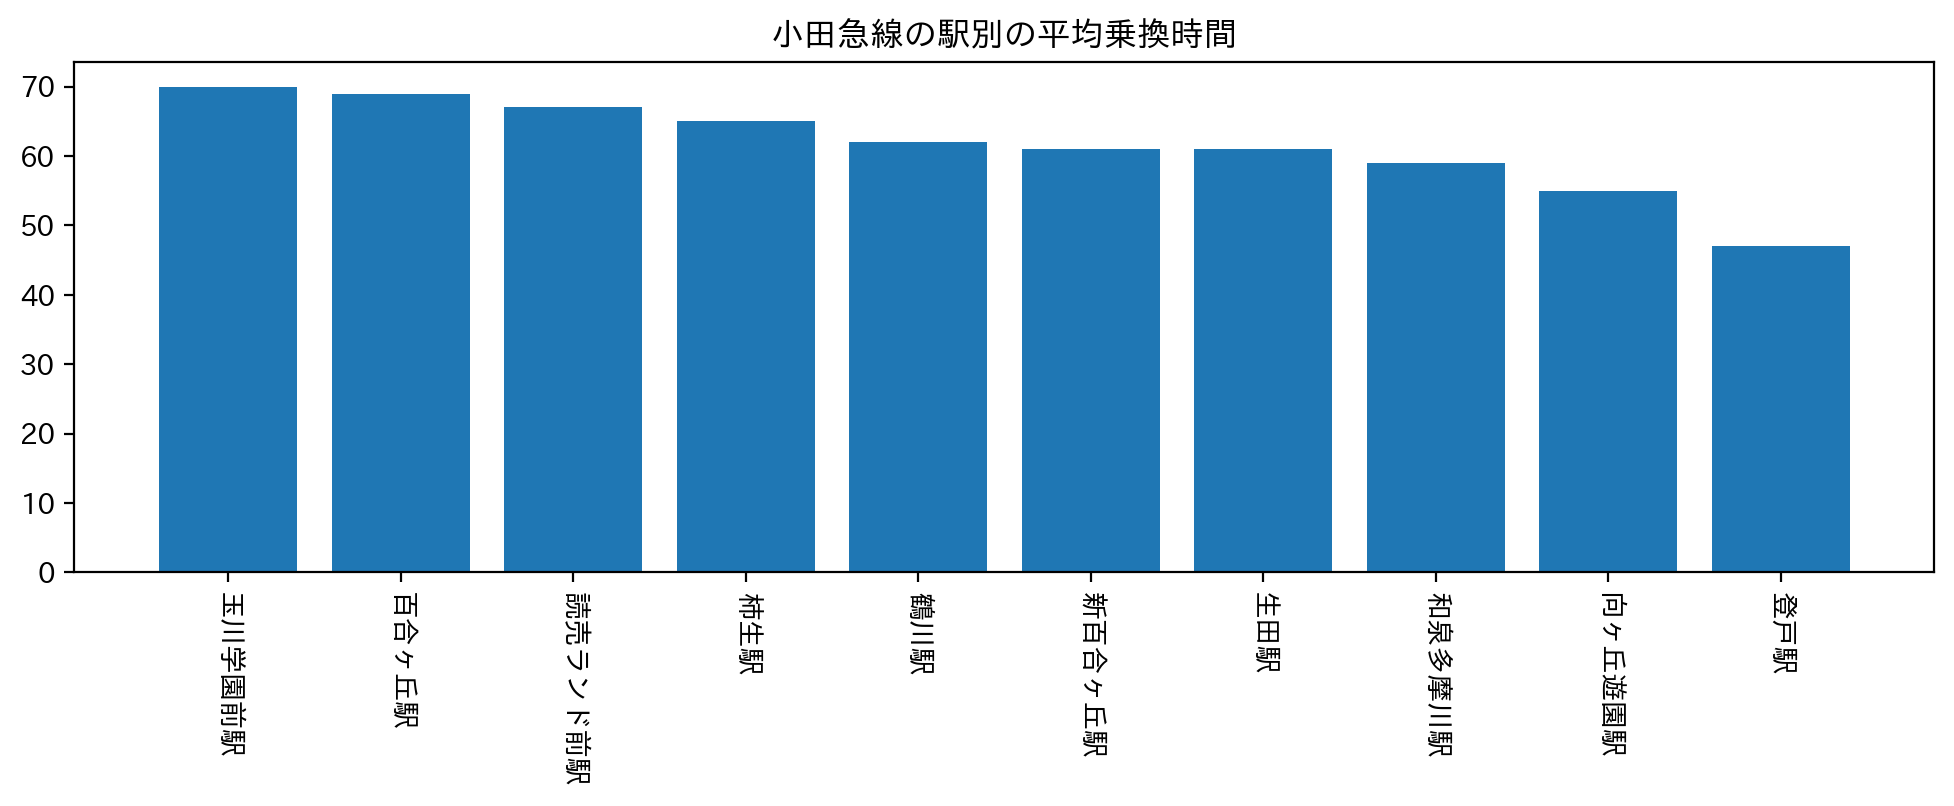 小田急線の駅別の平均乗換時間
70
60
50
40
30
20
10
0
玉川学園前駅
百合ヶ丘駅
読売ランド前駅
柿生駅
鶴川駅
新百合ヶ丘駅
生田駅
和泉多摩川駅
向ヶ丘遊園駅
登戸駅